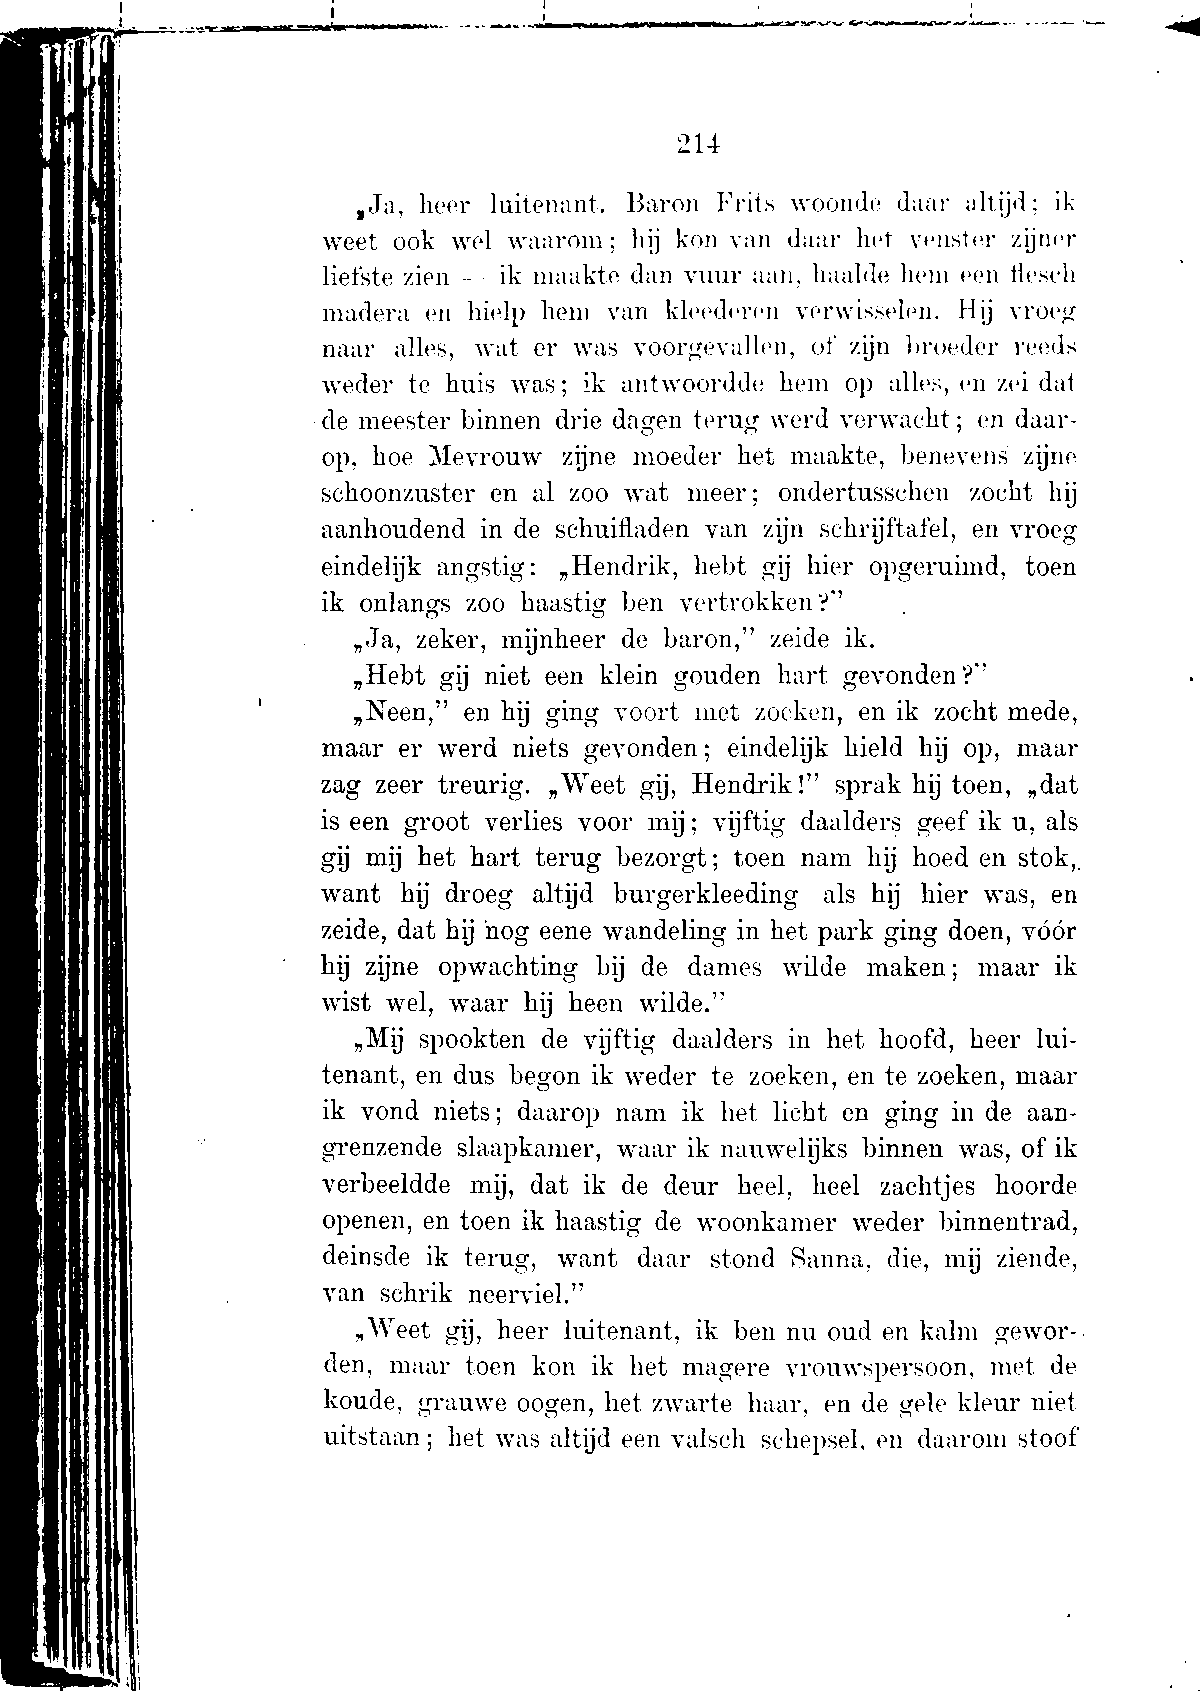 214
„Ja, heer luitenant. Baron Frits woonde daar altijd; ik
weet ook wel waarom; hij kon van daar het venster zijner
liefste zien -- ik maakte dan vuur aan, haalde hem een flesch
madera en hielp hem van kleederen verwisselen. Hij vroeg
naar alles, wat er was voorgevallen, of zijn broeder reeds
weder te huis was; ik antwoordde hem op alles, en zei dat
de meester binnen drie dagen terug werd verwacht; en daar-
op, hoe Mevrouw zijne moeder het maakte, benevens zijne
schoonzuster en al zoo wat meer; ondertusschen zocht hij
aanhoudend in de schuifladen van zijn schrijftafel, en vroeg
eindelijk angstig: „Hendrik, hebt gij hier opgeruimd, toen
ik onlangs zoo haastig ben vertrokken?”
„Ja, zeker, mijnheer de baron,” zeide ik.
„Hebt gij niet een klein gouden hart gevonden?”
„Neen,” en hij ging voort met zoeken, en ik zocht mede,
maar er werd niets gevonden; eindelijk hield hij op, maar
zag zeer treurig. „Weet gij, Hendrik!” sprak hij toen, „dat
is een groot verlies voor mij; vijftig daalders geef ik u, als
gij mij het hart terug bezorgt; toen nam hij hoed en stok,
want hij droeg altijd burgerkleeding als hij hier was, en
zeide, dat hij nog eene wandeling in het park ging doen, vóór
hij zijne opwachting bij de dames wilde maken; maar ik
wist wel, waar hij heen wilde.”
„Mij spookten de vijftig daalders in het hoofd, heer lui-
tenant, en dus begon ik weder te zoeken, en te zoeken, maar
ik vond niets; daarop nam ik het licht en ging in de aan-
grenzende slaapkamer, waar ik nauwelijks binnen was, of ik
verbeeldde mij, dat ik de deur heel, heel zachtjes hoorde
openen, en toen ik haastig de woonkamer weder binnentrad,
deinsde ik terug, want daar stond Sanna, die, mij ziende,
van schrik neerviel.”
„Weet gij, heer luitenant, ik ben nu oud en kalm gewor-
den, maar toen kon ik het magere vrouwspersoon, met de
koude, grauwe oogen, het zwarte haar, en de gele kleur niet
uitstaan; het was altijd een valsch schepsel, en daarom stoof